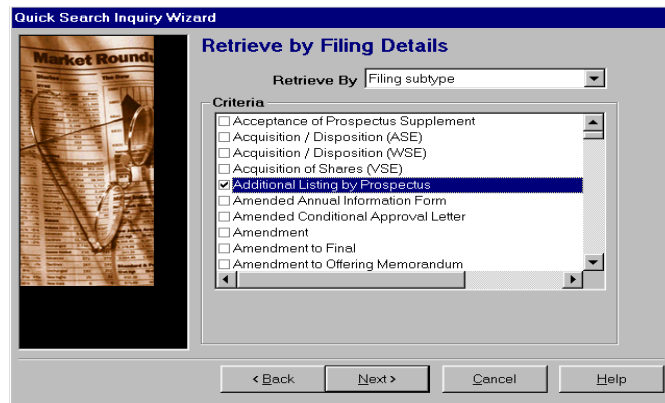 Quick Search Inquiry Wizard
Market Roundu
Retrieve by Filing Details
Retrieve By Filing subtype
Criteria
Acceptance of Prospectus Supplement
Acquisition / Disposition (ASE)
Acquisition / Disposition (WSE)
Acquisition of Shares (VSE)
Additional Listing by Prospectus
Amended Annual Information Form
Amended Conditional Approval Letter
Amendment
Amendment to Final
Amendment to Offering Memorandum
< Back Next > Cancel Help